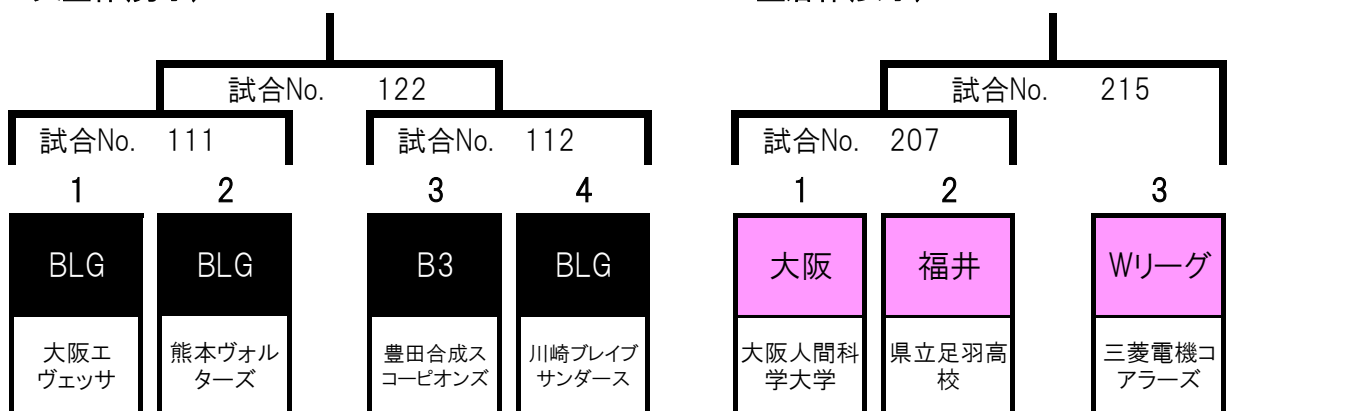 試合No. 122
試合No. 111
試合No. 112
1
2
3
4
BLG
BLG
B3
BLG
大阪エ
ヴェッサ
熊本ヴォル
ターズ
豊田合成ス
コーピオンズ
川崎ブレイブ
サンダース
試合No. 215
試合No. 207
1
2
3
大阪
福井
Wリーグ
大阪人間科
学大学
県立足羽高
校
三菱電機コ
アラーズ